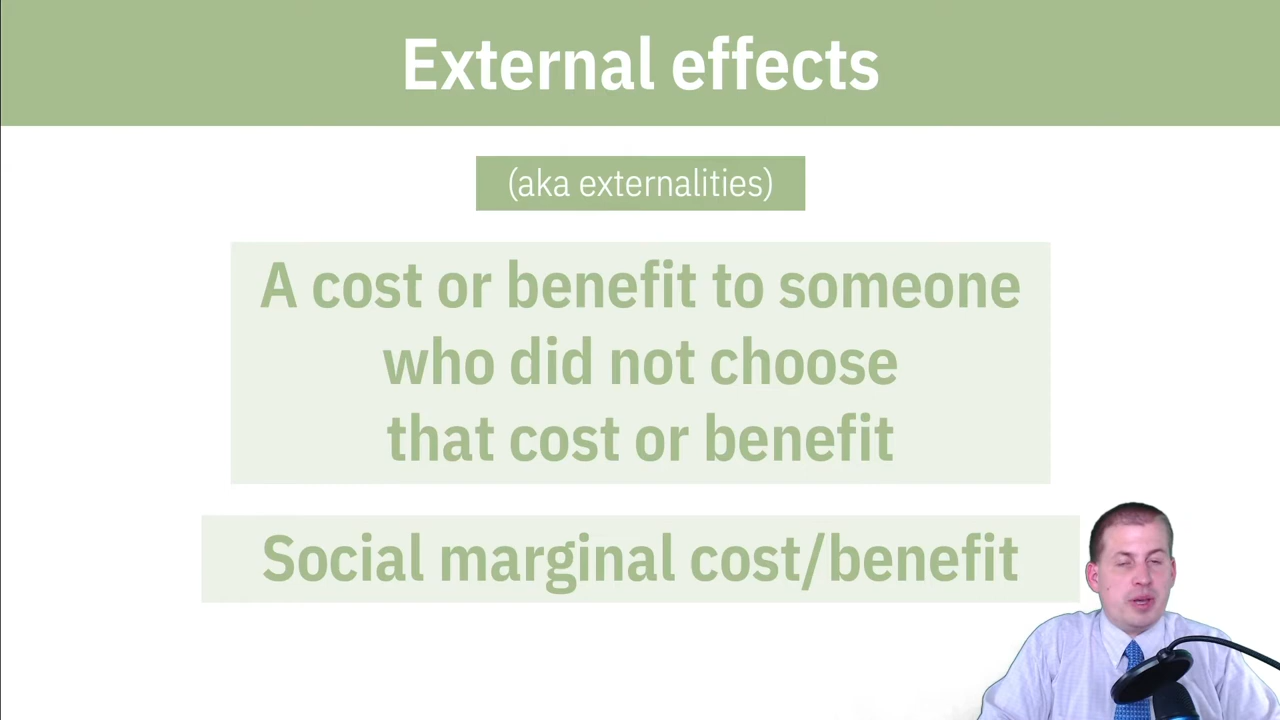 External effects
(aka externalities)
A cost or benefit to someone
who did not choose
that cost or benefit
Social marginal cost/benefit